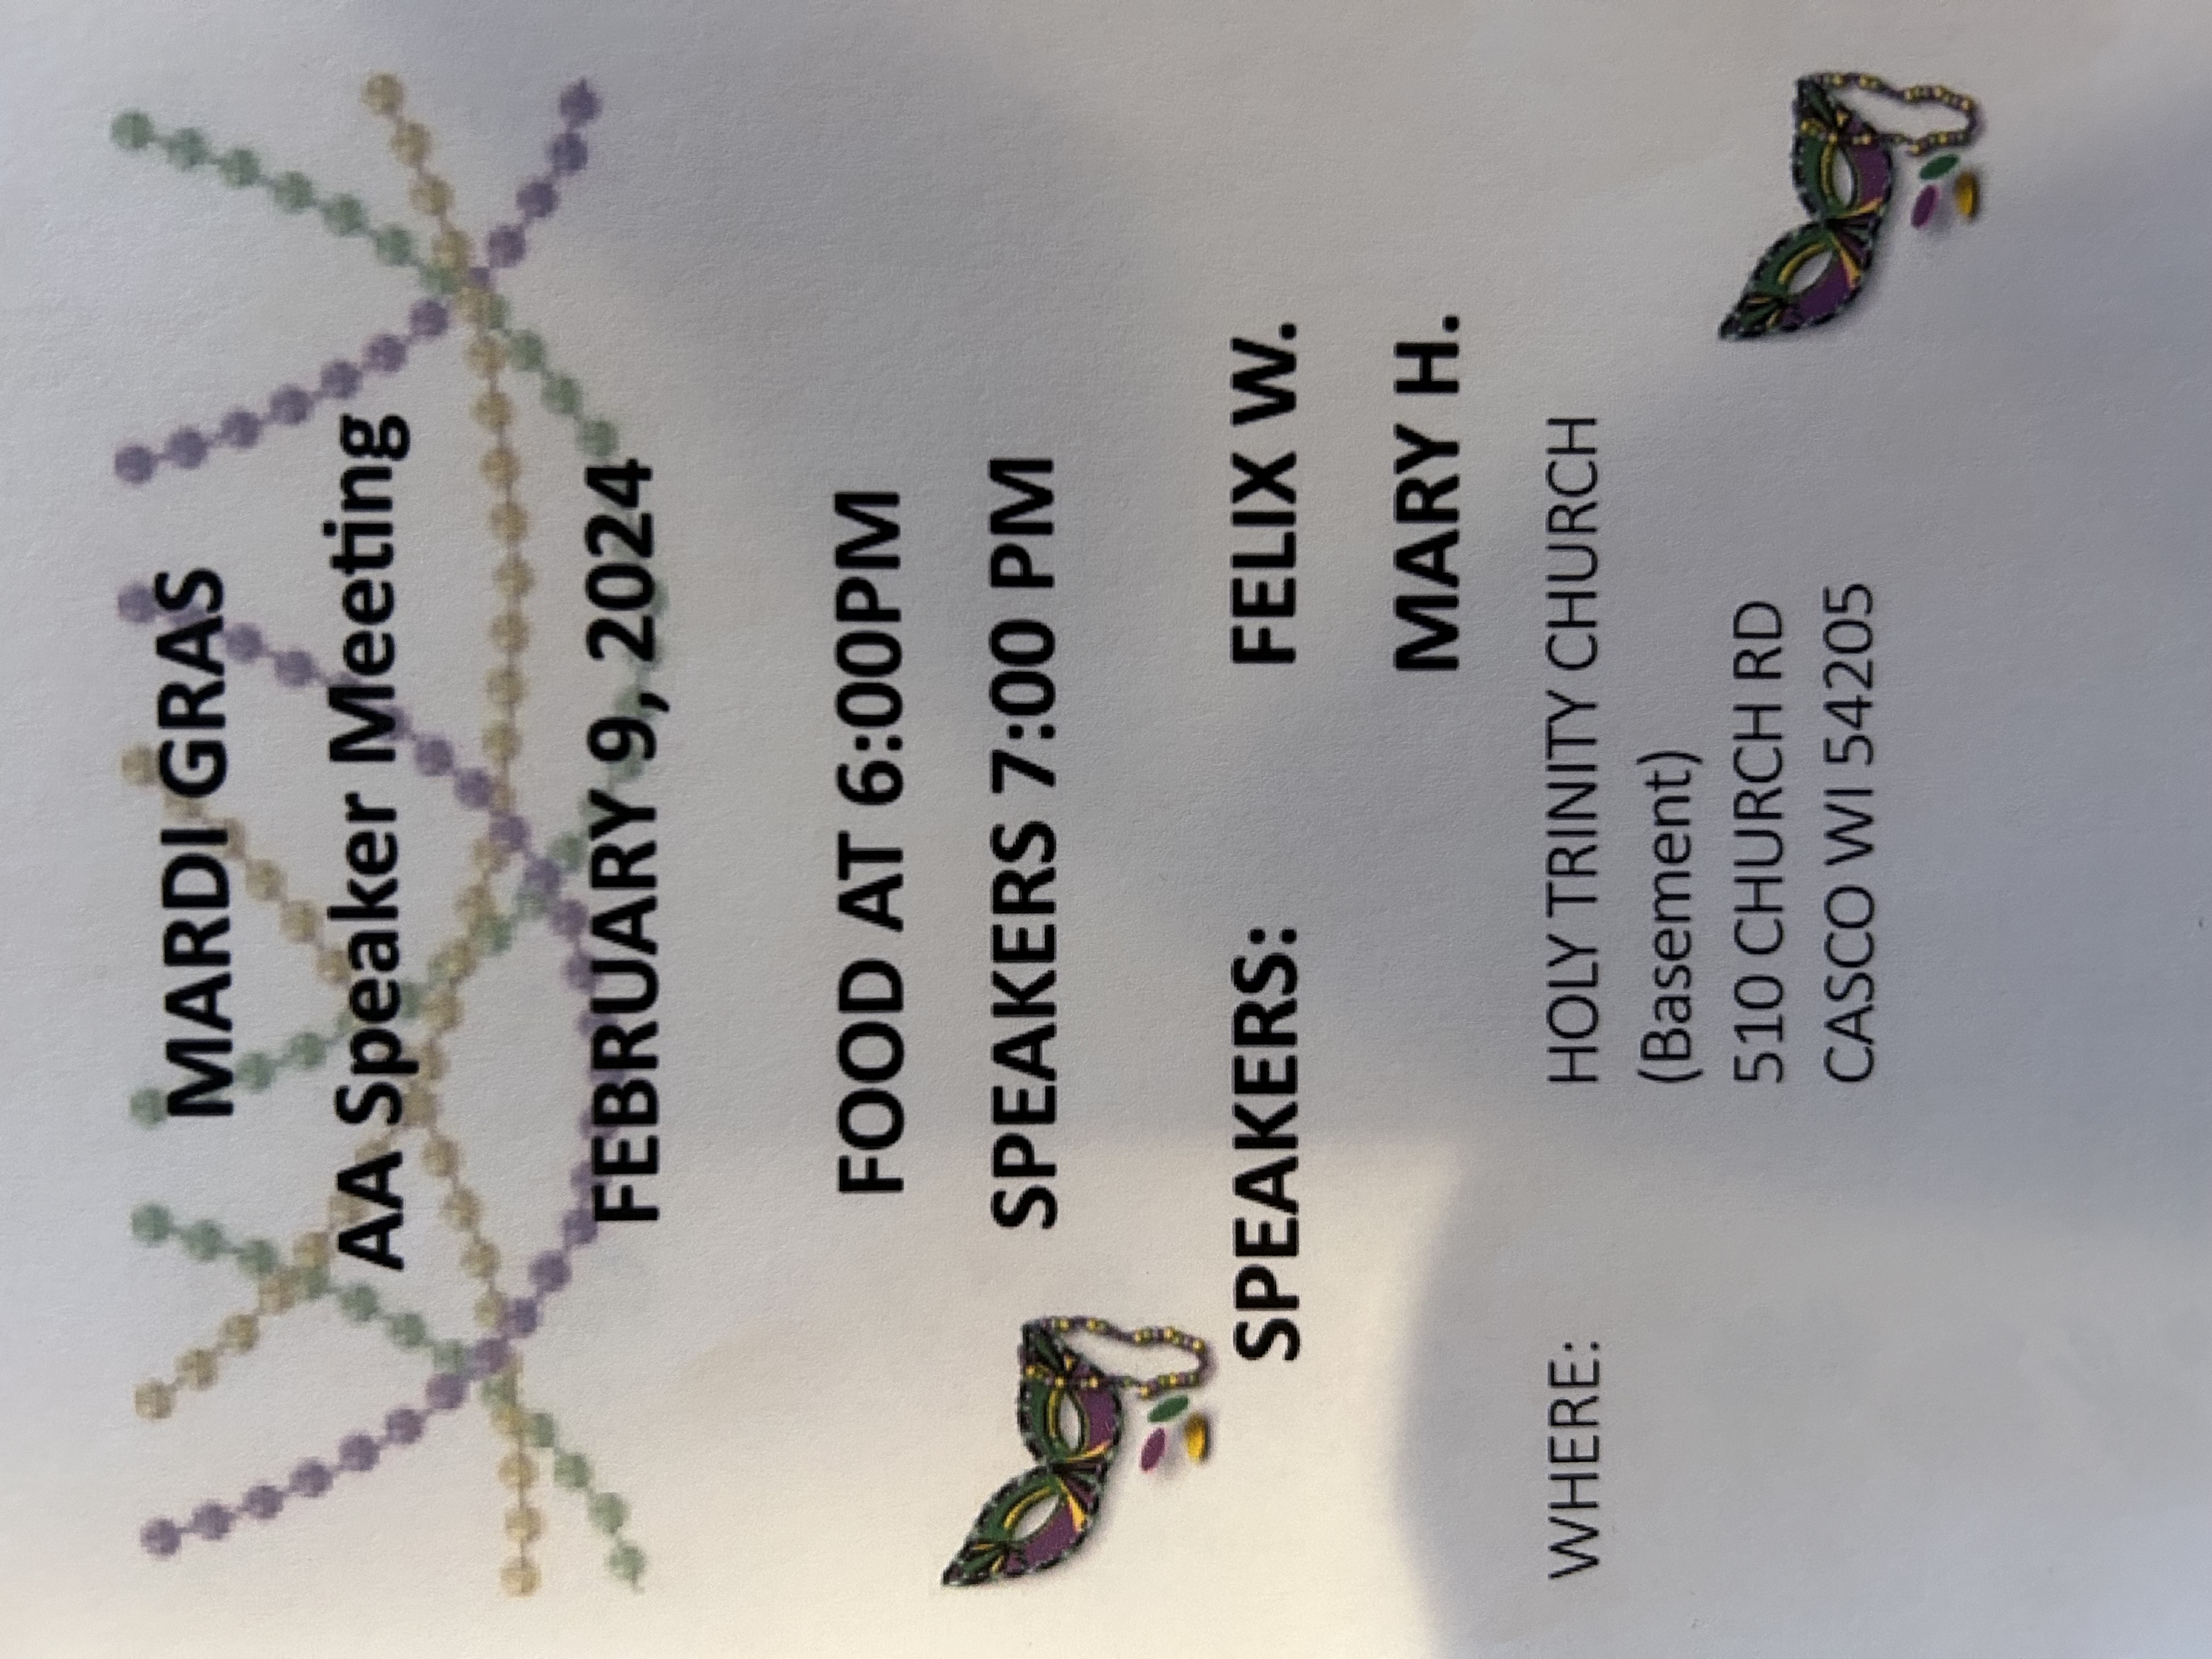 MARDI GRAS
AA Speaker Meeting
FEBRUARY 9, 2024
FOOD AT 6:00PM
SPEAKERS 7:00 PM
SPEAKERS: FELIX W.
MARY H.
WHERE: HOLY TRINITY CHURCH
(Basement)
510 CHURCH RD
CASCO WI 54205